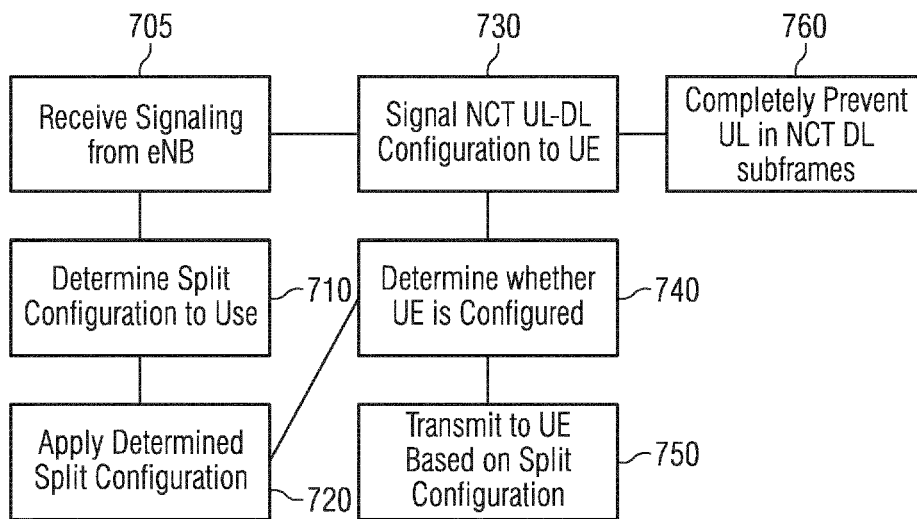 705
730
760
Receive Signaling
from eNB
Signal NCT UL-DL
Configuration to UE
Completely Prevent
UL in NCT DL
subframes
Determine Split
Configuration to Use
710
Determine whether
UE is Configured
740
Apply Determined
Split Configuration
720
Transmit to UE
Based on Split
Configuration
750